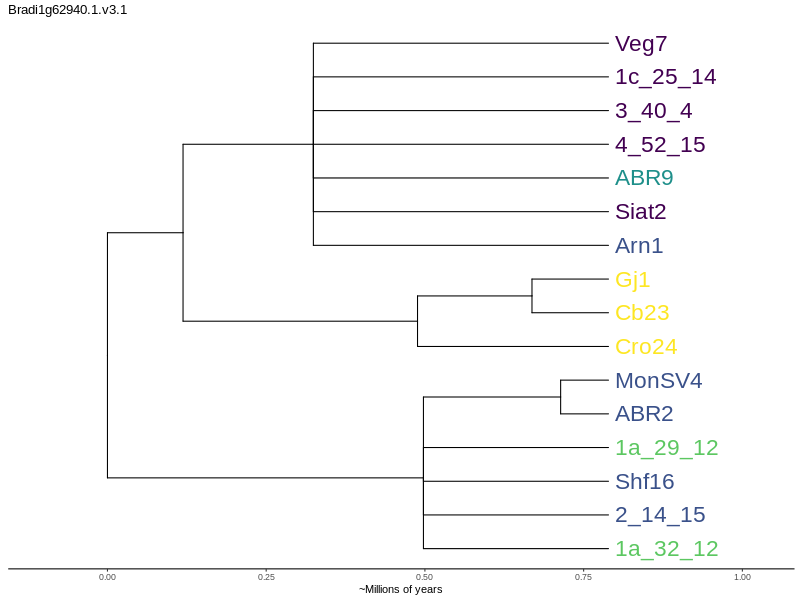 Bradi1g62940.1.v3.1
Veg7
1c_25_14
3_40_4
4_52_15
ABR9
Siat2
Arn1
Gj1
Cb23
Cro24
MonSV4
ABR2
1a_29_12
Shf16
2_14_15
1a_32_12
0.00 0.25 0.50 0.75 1.00
~Millions of years